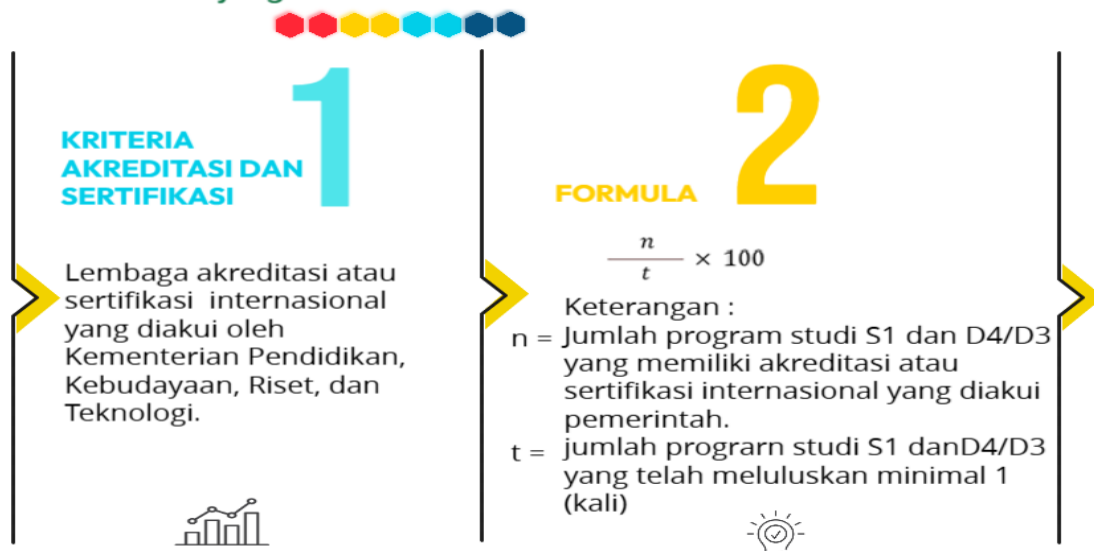 1
KRITERIA
AKREDITASI DAN
SERTIFIKASI
Lembaga akreditasi atau
sertifikasi internasional
yang diakui oleh
Kementerian Pendidikan,
Kebudayaan, Riset, dan
Teknologi.
2
FORMULA
n
t × 100
Keterangan :
n = Jumlah program studi S1 dan D4/D3
yang memiliki akreditasi atau
sertifikasi internasional yang diakui
pemerintah.
t = jumlah prograrn studi S1 danD4/D3
yang telah meluluskan minimal 1
(kali)